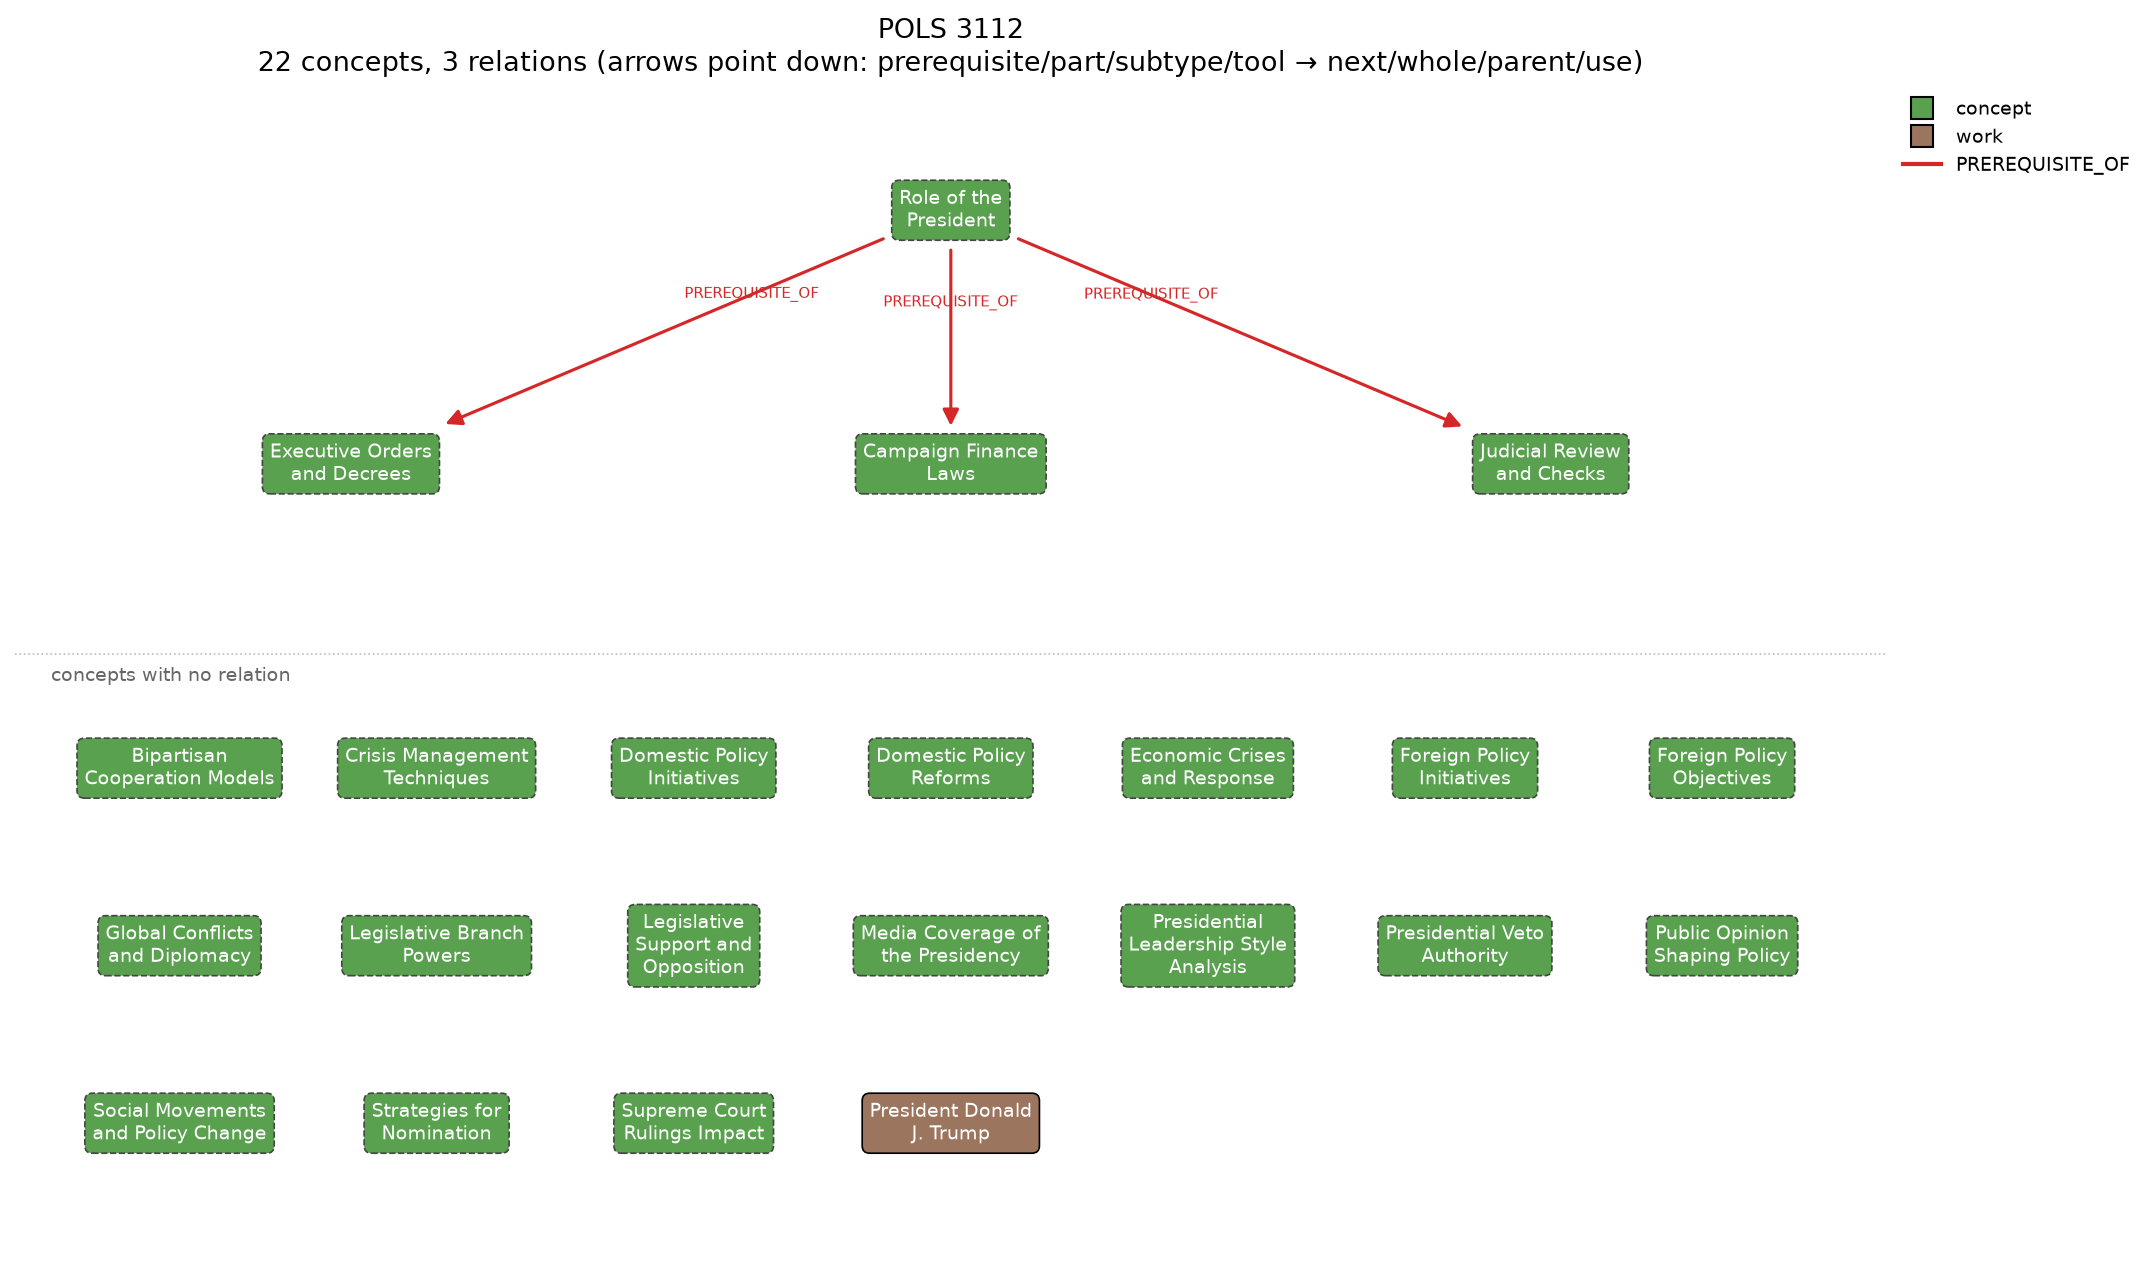 POLS 3112
22 concepts, 3 relations (arrows point down: prerequisite/part/subtype/tool → next/whole/parent/use)
concept
work
PREREQUISITE_OF
Role of the
President
PREREQUISITE_OF
PREREQUISITE_OF
PREREQUISITE_OF
Executive Orders
and Decrees
Campaign Finance
Laws
Judicial Review
and Checks
concepts with no relation
Bipartisan
Cooperation Models
Crisis Management
Techniques
Domestic Policy
Initiatives
Domestic Policy
Reforms
Economic Crises
and Response
Foreign Policy
Initiatives
Foreign Policy
Objectives
Global Conflicts
and Diplomacy
Legislative Branch
Powers
Legislative
Support and
Opposition
Media Coverage of
the Presidency
Presidential
Leadership Style
Analysis
Presidential Veto
Authority
Public Opinion
Shaping Policy
Social Movements
and Policy Change
Strategies for
Nomination
Supreme Court
Rulings Impact
President Donald
J. Trump